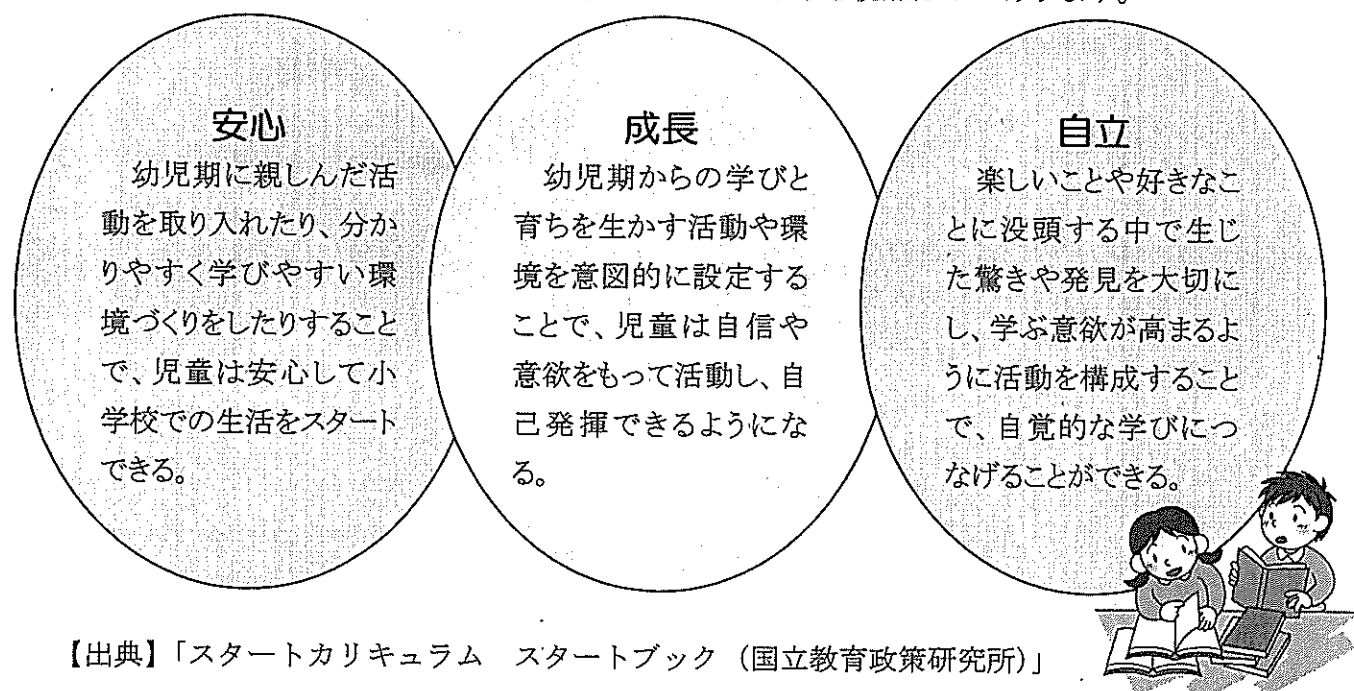 安心
幼児期に親しんだ活
動を取り入れたり、分か
りやすく学びやすい環
境づくりをしたりすること
で、児童は安心して小
学校での生活をスタート
できる。
成長
幼児期からの学びと
育ちを生かす活動や環
境を意図的に設定する
ことで、児童は自信や
意欲をもって活動し、自
己発揮できるようにな
る。
自立
楽しいことや好きなこ
とに没頭する中で生じ
た驚きや発見を大切に
し、学ぶ意欲が高まるよ
うに活動を構成すること
で、自覚的な学びにつ
なげることができる。
【出典】「スタートカリキュラム　スタートブック（国立教育政策研究所）」